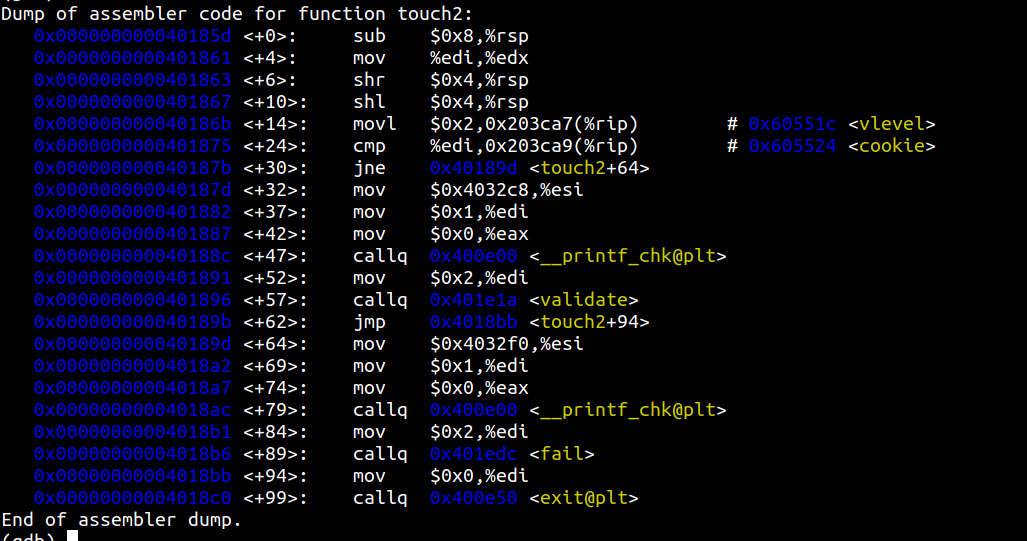 Dump of assembler code for function touch2:
0x000000000040185d <+0>: sub $0x8,%rsp
0x0000000000401861 <+4>: mov %edi,%edx
0x0000000000401863 <+6>: shr $0x4,%rsp
0x0000000000401867 <+10>: shl $0x4,%rsp
0x000000000040186b <+14>: movl $0x2,0x203ca7(%rip) # 0x60551c <vlevel>
0x0000000000401875 <+24>: cmp %edi,0x203ca9(%rip) # 0x605524 <cookie>
0x000000000040187b <+30>: jne 0x40189d <touch2+64>
0x000000000040187d <+32>: mov $0x4032c8,%esi
0x0000000000401882 <+37>: mov $0x1,%edi
0x0000000000401887 <+42>: mov $0x0,%eax
0x000000000040188c <+47>: callq 0x400e00 <__printf_chk@plt>
0x0000000000401891 <+52>: mov $0x2,%edi
0x0000000000401896 <+57>: callq 0x401e1a <validate>
0x000000000040189b <+62>: jmp 0x4018bb <touch2+94>
0x000000000040189d <+64>: mov $0x4032f0,%esi
0x00000000004018a2 <+69>: mov $0x1,%edi
0x00000000004018a7 <+74>: mov $0x0,%eax
0x00000000004018ac <+79>: callq 0x400e00 <__printf_chk@plt>
0x00000000004018b1 <+84>: mov $0x2,%edi
0x00000000004018b6 <+89>: callq 0x401edc <fail>
0x00000000004018bb <+94>: mov $0x0,%edi
0x00000000004018c0 <+99>: callq 0x400e50 <exit@plt>
End of assembler dump.
(gdb)